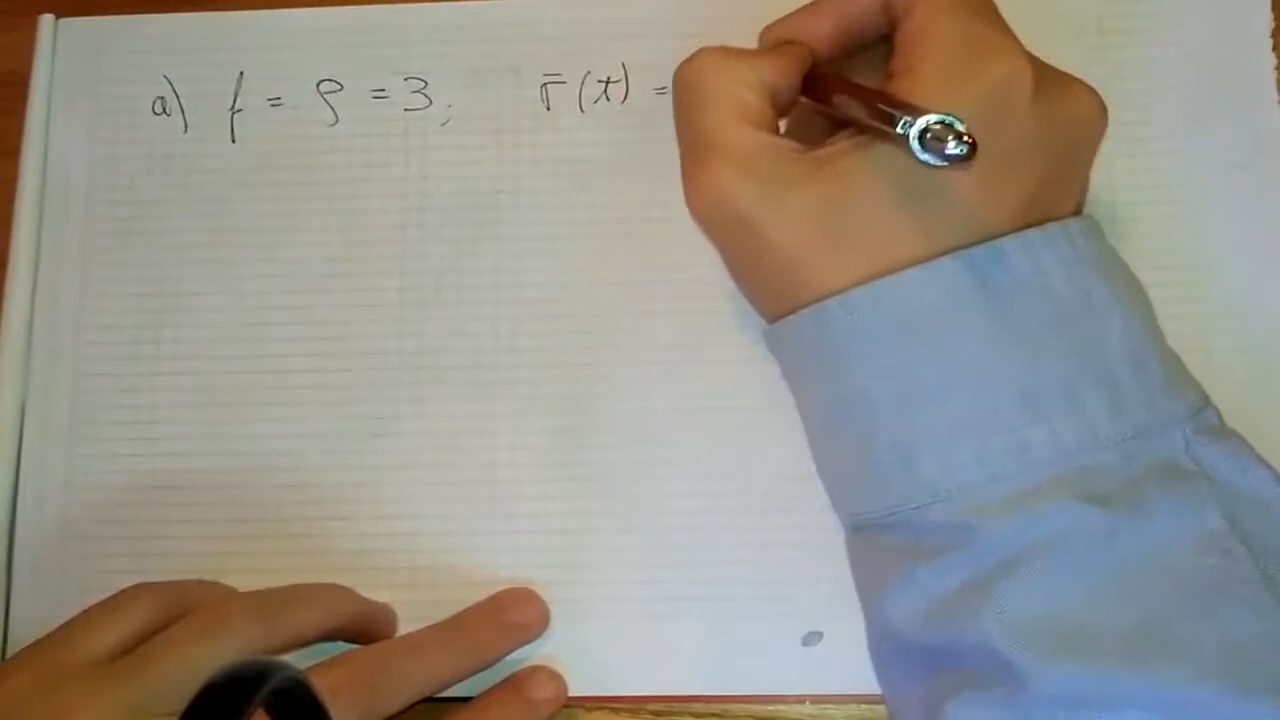 a) f = ρ = 3; r̄(t) =